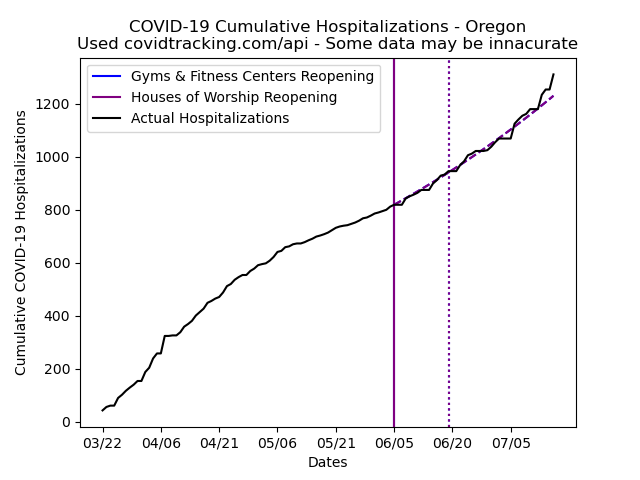 COVID-19 Cumulative Hospitalizations - Oregon
Used covidtracking.com/api - Some data may be innacurate
Gyms & Fitness Centers Reopening
Houses of Worship Reopening
Actual Hospitalizations
Cumulative COVID-19 Hospitalizations
1200
1000
800
600
400
200
0
03/22 04/06 04/21 05/06 05/21 06/05 06/20 07/05
Dates